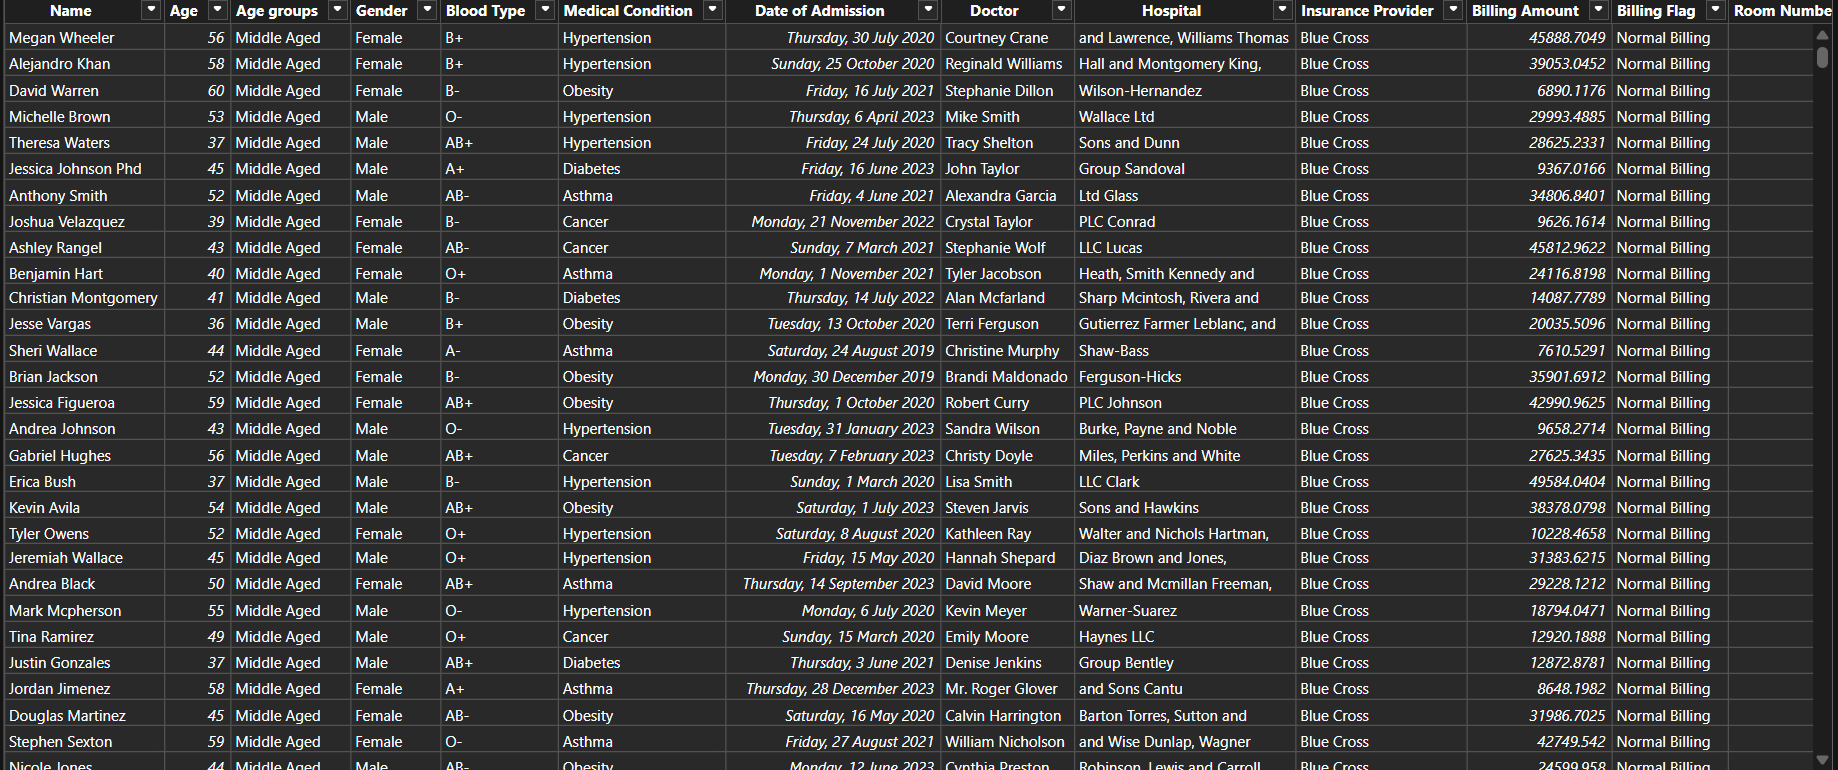 Name Age Age groups Gender Blood Type Medical Condition Date of Admission Doctor Hospital Insurance Provider Billing Amount Billing Flag Room Numbe
Megan Wheeler 56 Middle Aged Female B+ Hypertension Thursday, 30 July 2020 Courtney Crane and Lawrence, Williams Thomas Blue Cross 45888.7049 Normal Billing
Alejandro Khan 58 Middle Aged Female B+ Hypertension Sunday, 25 October 2020 Reginald Williams Hall and Montgomery King, Blue Cross 39053.0452 Normal Billing
David Warren 60 Middle Aged Female B- Obesity Friday, 16 July 2021 Stephanie Dillon Wilson-Hernandez Blue Cross 6890.1176 Normal Billing
Michelle Brown 53 Middle Aged Male O- Hypertension Thursday, 6 April 2023 Mike Smith Wallace Ltd Blue Cross 29993.4885 Normal Billing
Theresa Waters 37 Middle Aged Male AB+ Hypertension Friday, 24 July 2020 Tracy Shelton Sons and Dunn Blue Cross 28625.2331 Normal Billing
Jessica Johnson Phd 45 Middle Aged Male A+ Diabetes Friday, 16 June 2023 John Taylor Group Sandoval Blue Cross 9367.0166 Normal Billing
Anthony Smith 52 Middle Aged Male AB- Asthma Friday, 4 June 2021 Alexandra Garcia Ltd Glass Blue Cross 34806.8401 Normal Billing
Joshua Velazquez 39 Middle Aged Female B- Cancer Monday, 21 November 2022 Crystal Taylor PLC Conrad Blue Cross 9626.1614 Normal Billing
Ashley Rangel 43 Middle Aged Female AB- Cancer Sunday, 7 March 2021 Stephanie Wolf LLC Lucas Blue Cross 45812.9622 Normal Billing
Benjamin Hart 40 Middle Aged Female O+ Asthma Monday, 1 November 2021 Tyler Jacobson Heath, Smith Kennedy and Blue Cross 24116.8198 Normal Billing
Christian Montgomery 41 Middle Aged Male B- Diabetes Thursday, 14 July 2022 Alan Mcfarland Sharp Mcintosh, Rivera and Blue Cross 14087.7789 Normal Billing
Jesse Vargas 36 Middle Aged Male B+ Obesity Tuesday, 13 October 2020 Terri Ferguson Gutierrez Farmer Leblanc, and Blue Cross 20035.5096 Normal Billing
Sheri Wallace 44 Middle Aged Female A- Asthma Saturday, 24 August 2019 Christine Murphy Shaw-Bass Blue Cross 7610.5291 Normal Billing
Brian Jackson 52 Middle Aged Female B- Obesity Monday, 30 December 2019 Brandi Maldonado Ferguson-Hicks Blue Cross 35901.6912 Normal Billing
Jessica Figueroa 59 Middle Aged Female AB+ Obesity Thursday, 1 October 2020 Robert Curry PLC Johnson Blue Cross 42990.9625 Normal Billing
Andrea Johnson 43 Middle Aged Male O- Hypertension Tuesday, 31 January 2023 Sandra Wilson Burke, Payne and Noble Blue Cross 9658.2714 Normal Billing
Gabriel Hughes 56 Middle Aged Male AB+ Cancer Tuesday, 7 February 2023 Christy Doyle Miles, Perkins and White Blue Cross 27625.3435 Normal Billing
Erica Bush 37 Middle Aged Male B- Hypertension Sunday, 1 March 2020 Lisa Smith LLC Clark Blue Cross 49584.0404 Normal Billing
Kevin Avila 54 Middle Aged Male AB+ Obesity Saturday, 1 July 2023 Steven Jarvis Sons and Hawkins Blue Cross 38378.0798 Normal Billing
Tyler Owens 52 Middle Aged Female O+ Hypertension Saturday, 8 August 2020 Kathleen Ray Walter and Nichols Hartman, Blue Cross 10228.4658 Normal Billing
Jeremiah Wallace 45 Middle Aged Male O+ Hypertension Friday, 15 May 2020 Hannah Shepard Diaz Brown and Jones, Blue Cross 31383.6215 Normal Billing
Andrea Black 50 Middle Aged Female AB+ Asthma Thursday, 14 September 2023 David Moore Shaw and Mcmillan Freeman, Blue Cross 29228.1212 Normal Billing
Mark Mcpherson 55 Middle Aged Male O- Hypertension Monday, 6 July 2020 Kevin Meyer Warner-Suarez Blue Cross 18794.0471 Normal Billing
Tina Ramirez 49 Middle Aged Male O+ Cancer Sunday, 15 March 2020 Emily Moore Haynes LLC Blue Cross 12920.1888 Normal Billing
Justin Gonzales 37 Middle Aged Male AB+ Diabetes Thursday, 3 June 2021 Denise Jenkins Group Bentley Blue Cross 12872.8781 Normal Billing
Jordan Jimenez 58 Middle Aged Female A+ Asthma Thursday, 28 December 2023 Mr. Roger Glover and Sons Cantu Blue Cross 8648.1982 Normal Billing
Douglas Martinez 45 Middle Aged Female AB- Obesity Saturday, 16 May 2020 Calvin Harrington Barton Torres, Sutton and Blue Cross 31986.7025 Normal Billing
Stephen Sexton 59 Middle Aged Female O- Asthma Friday, 27 August 2021 William Nicholson and Wise Dunlap, Wagner Blue Cross 42749.542 Normal Billing
Nicole Jones 44 Middle Aged Male AB- Obesity Monday, 12 June 2023 Cynthia Preston Robinson, Lewis and Carroll Blue Cross 24599.958 Normal Billing